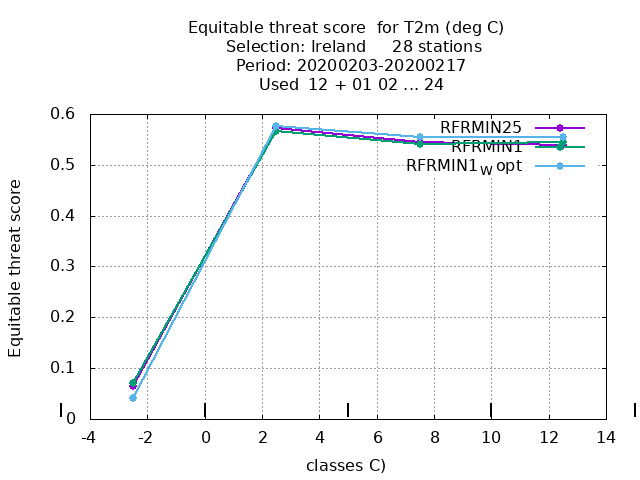 Equitable threat score for T2m (deg C)
Selection: Ireland 28 stations
Period: 20200203-20200217
Used 12 + 01 02 ... 24
Equitable threat score
0.6
0.5
0.4
0.3
0.2
0.1
0
RFRMIN25
RFRMIN1
RFRMIN1W opt
-4 -2 0 2 4 6 8 10 12 14
classes C)